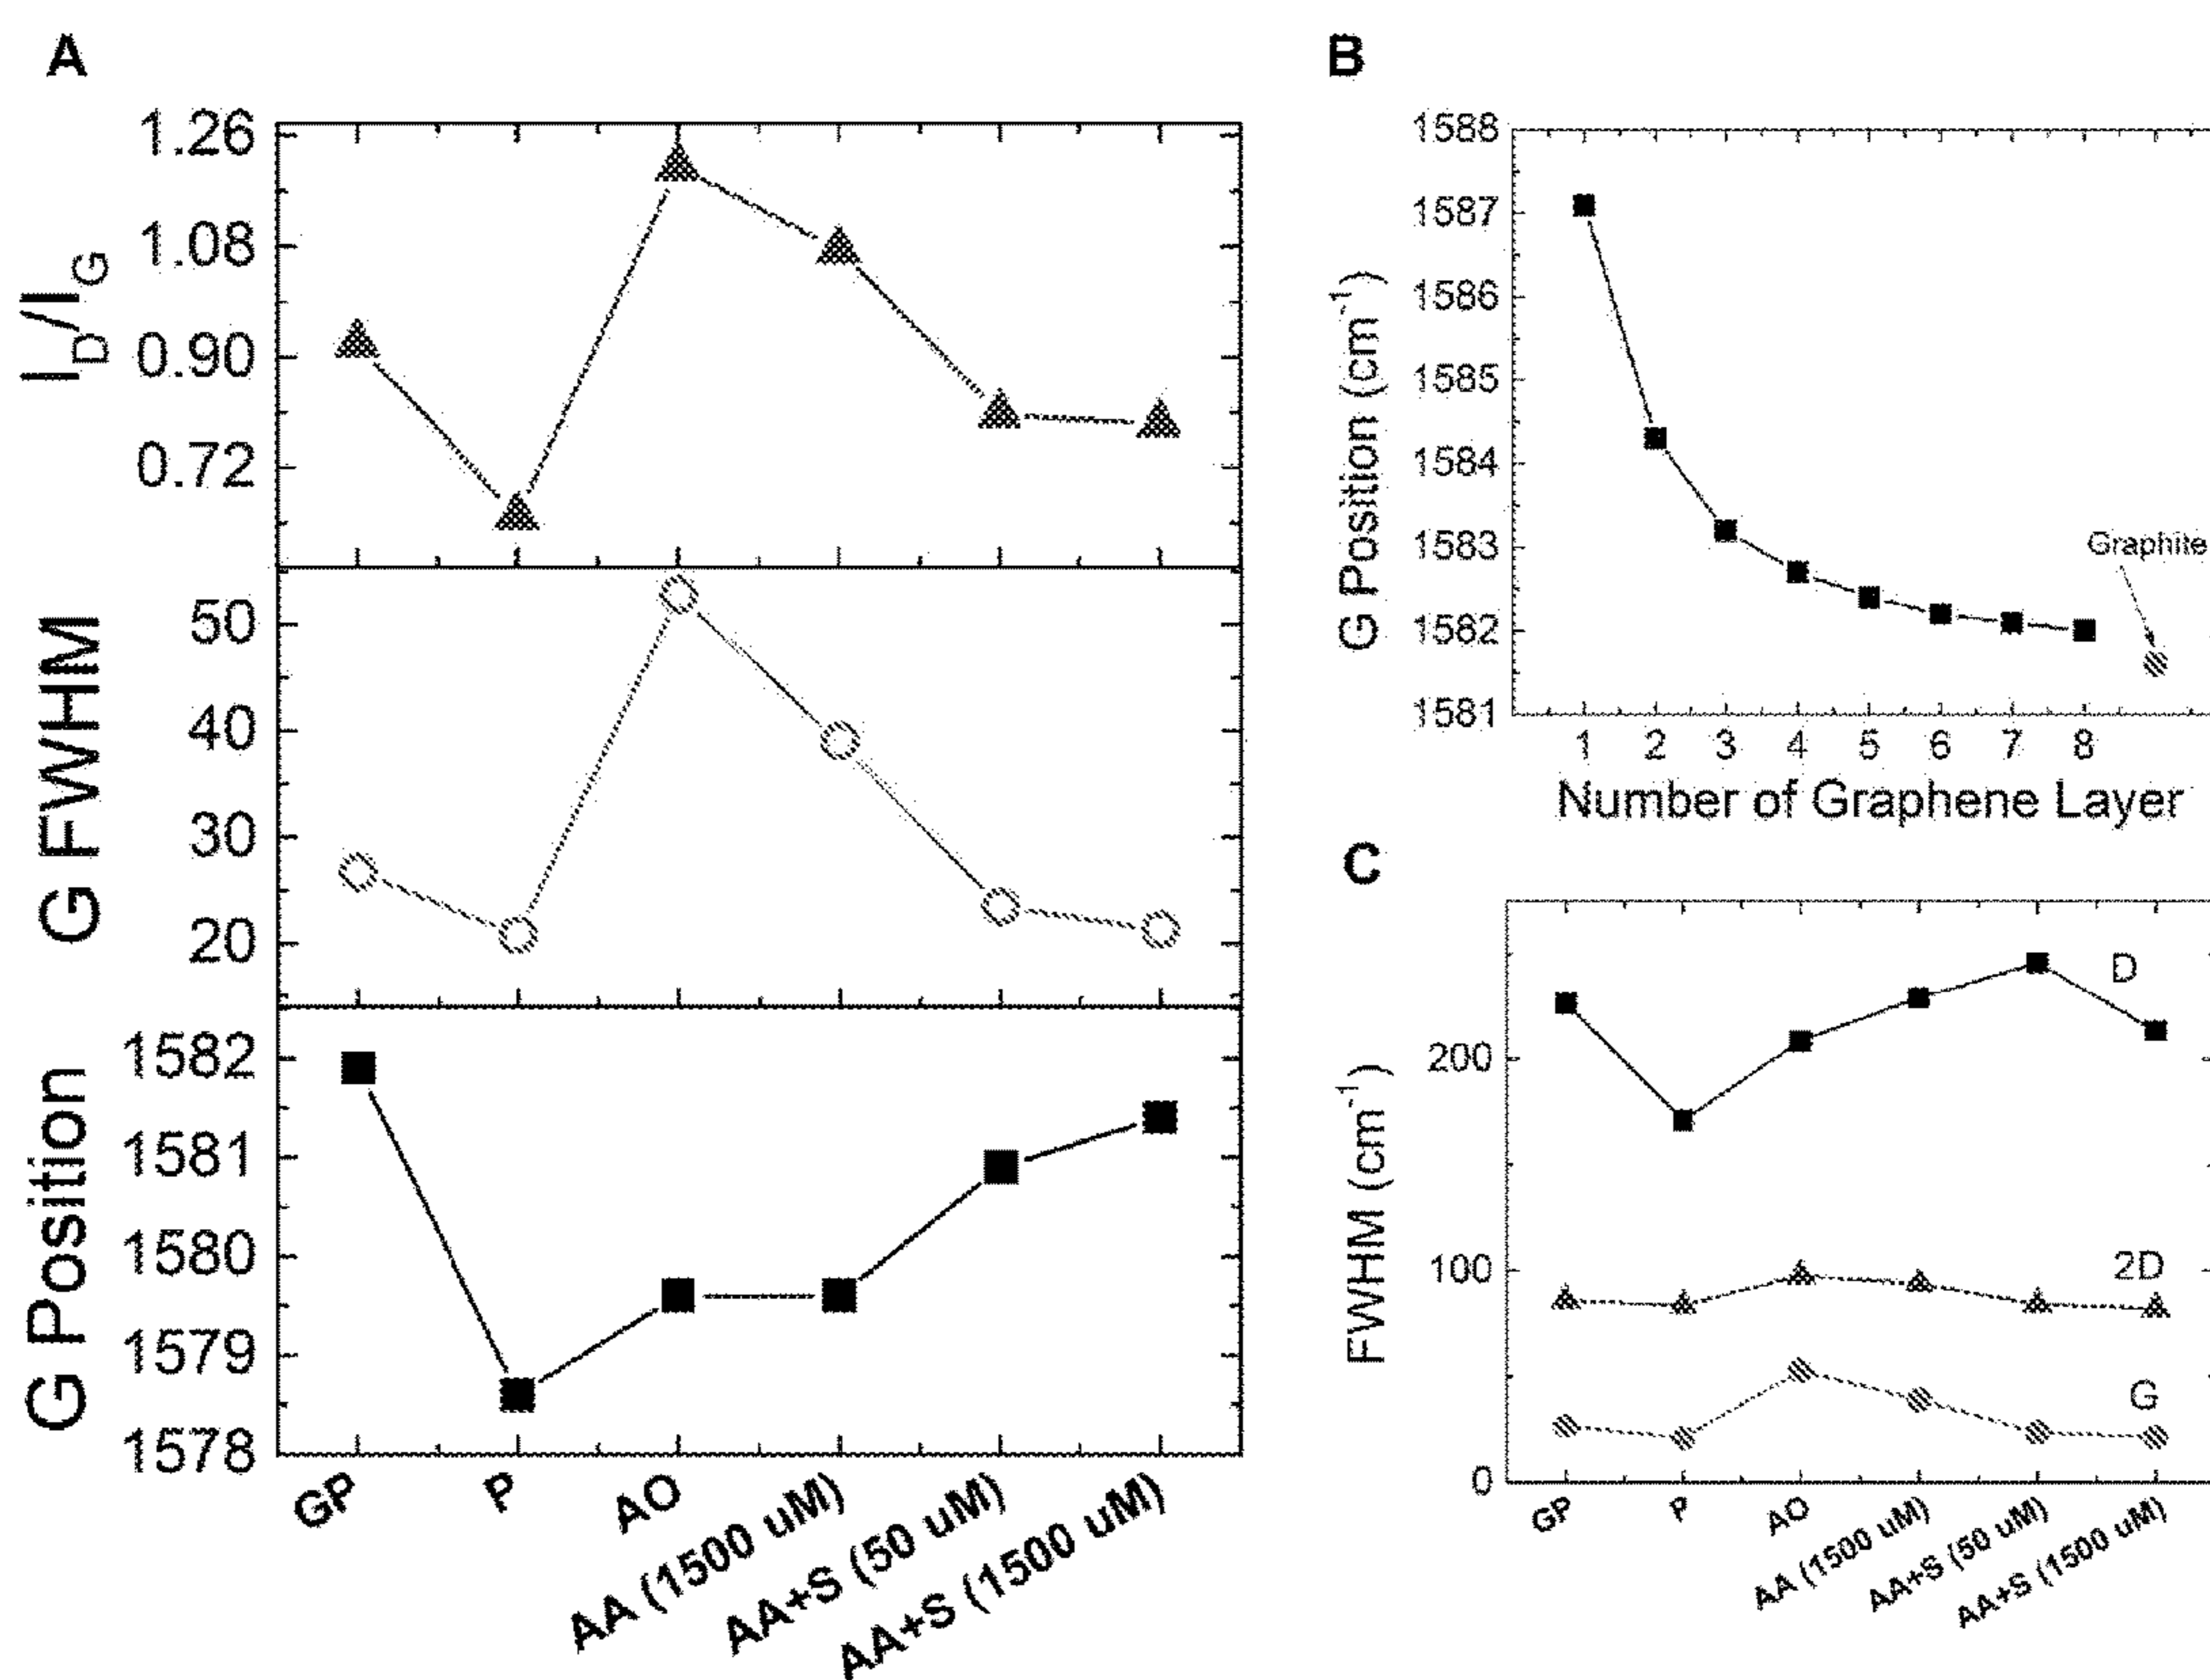 A
1.26
1.08
0.90
0.72
I_D/I_G
50
40
30
20
G FWHM
1582
1581
1580
1579
1578
G Position
GP
P
AO
AA (1500 uM)
AA+S (50 uM)
AA+S (1500 uM)
B
1588
1587
1586
1585
1584
1583
1582
1581
G Position (cm⁻¹)
Graphite
1 2 3 4 5 6 7 8
Number of Graphene Layer
C
200
100
0
FWHM (cm⁻¹)
D
2D
G
GP
P
AO
AA (1500 uM)
AA+S (50 uM)
AA+S (1500 uM)